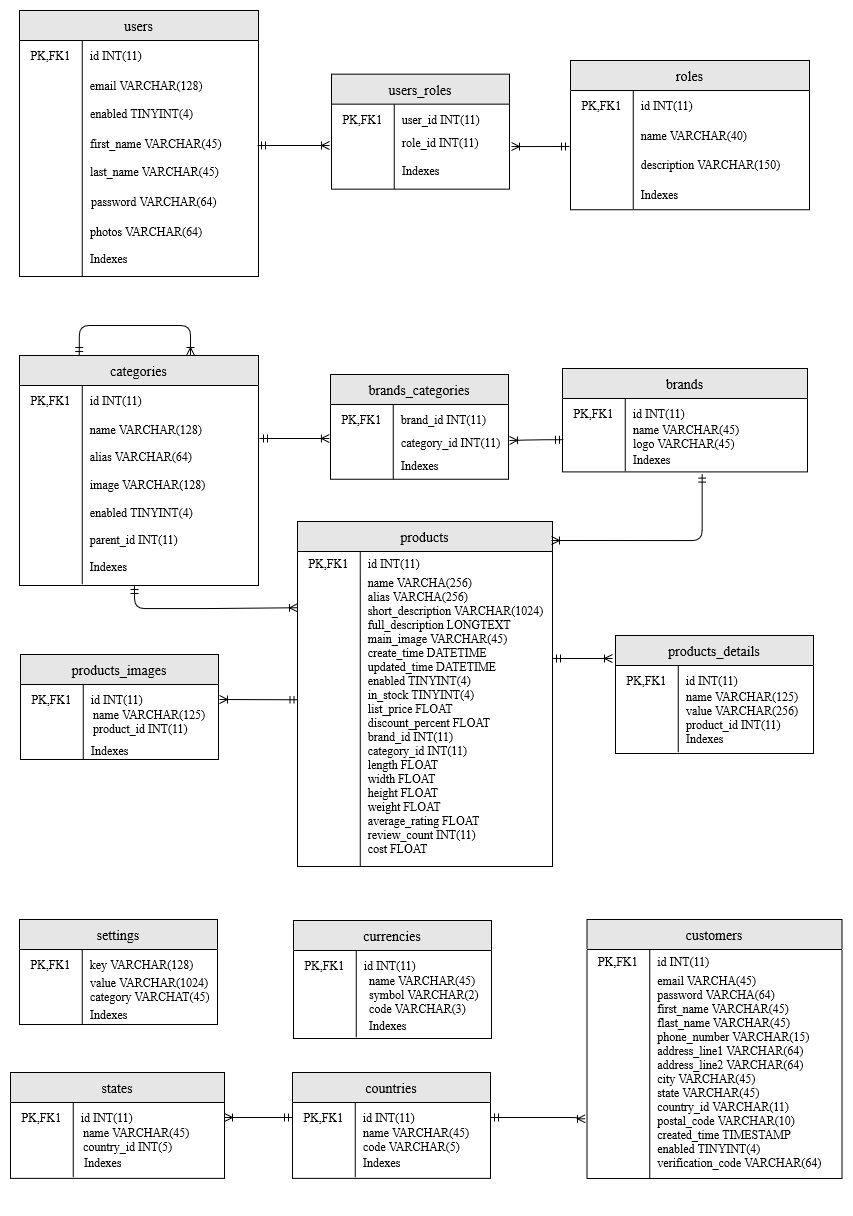 users
PK,FK1
id INT(11)
email VARCHAR(128)
enabled TINYINT(4)
first_name VARCHAR(45)
last_name VARCHAR(45)
password VARCHAR(64)
photos VARCHAR(64)
Indexes
users_roles
PK,FK1
user_id INT(11)
role_id INT(11)
Indexes
roles
PK,FK1
id INT(11)
name VARCHAR(40)
description VARCHAR(150)
Indexes
categories
PK,FK1
id INT(11)
name VARCHAR(128)
alias VARCHAR(64)
image VARCHAR(128)
enabled TINYINT(4)
parent_id INT(11)
Indexes
brands_categories
PK,FK1
brand_id INT(11)
category_id INT(11)
Indexes
brands
PK,FK1
id INT(11)
name VARCHAR(45)
logo VARCHAR(45)
Indexes
products
PK,FK1
id INT(11)
name VARCHA(256)
alias VARCHA(256)
short_description VARCHAR(1024)
full_description LONGTEXT
main_image VARCHAR(45)
create_time DATETIME
updated_time DATETIME
enabled TINYINT(4)
in_stock TINYINT(4)
list_price FLOAT
discount_percent FLOAT
brand_id INT(11)
category_id INT(11)
length FLOAT
width FLOAT
height FLOAT
weight FLOAT
average_rating FLOAT
review_count INT(11)
cost FLOAT
products_images
PK,FK1
id INT(11)
name VARCHAR(125)
product_id INT(11)
Indexes
products_details
PK,FK1
id INT(11)
name VARCHAR(125)
value VARCHAR(256)
product_id INT(11)
Indexes
settings
PK,FK1
key VARCHAR(128)
value VARCHAR(1024)
category VARCHAT(45)
Indexes
currencies
PK,FK1
id INT(11)
name VARCHAR(45)
symbol VARCHAR(2)
code VARCHAR(3)
Indexes
customers
PK,FK1
id INT(11)
email VARCHA(45)
password VARCHA(64)
first_name VARCHAR(45)
flast_name VARCHAR(45)
phone_number VARCHAR(15)
address_line1 VARCHAR(64)
address_line2 VARCHAR(64)
city VARCHAR(45)
state VARCHAR(45)
country_id VARCHAR(11)
postal_code VARCHAR(10)
created_time TIMESTAMP
enabled TINYINT(4)
verification_code VARCHAR(64)
states
PK,FK1
id INT(11)
name VARCHAR(45)
country_id INT(5)
Indexes
countries
PK,FK1
id INT(11)
name VARCHAR(45)
code VARCHAR(5)
Indexes